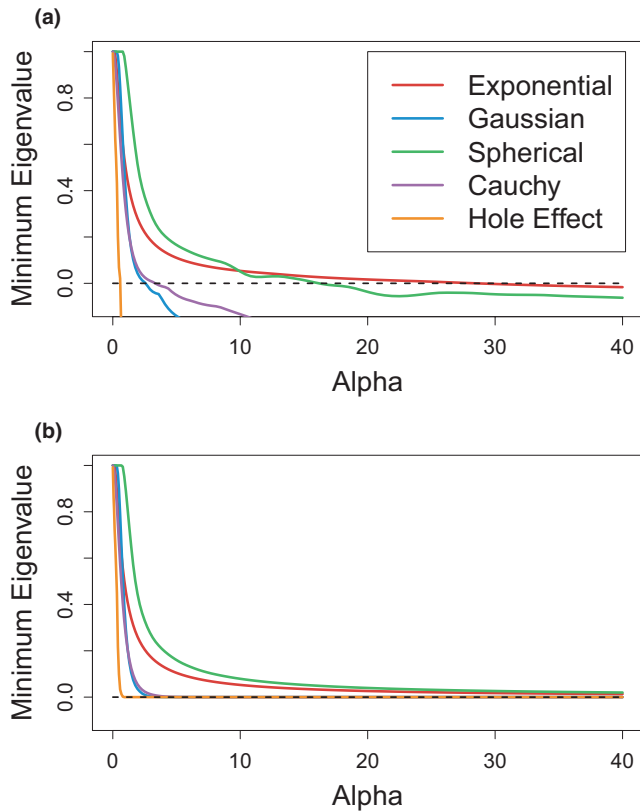 (a)
Minimum Eigenvalue
0.8
0.4
0.0
Exponential
Gaussian
Spherical
Cauchy
Hole Effect
0 10 20 30 40
Alpha
(b)
Minimum Eigenvalue
0.8
0.4
0.0
0 10 20 30 40
Alpha